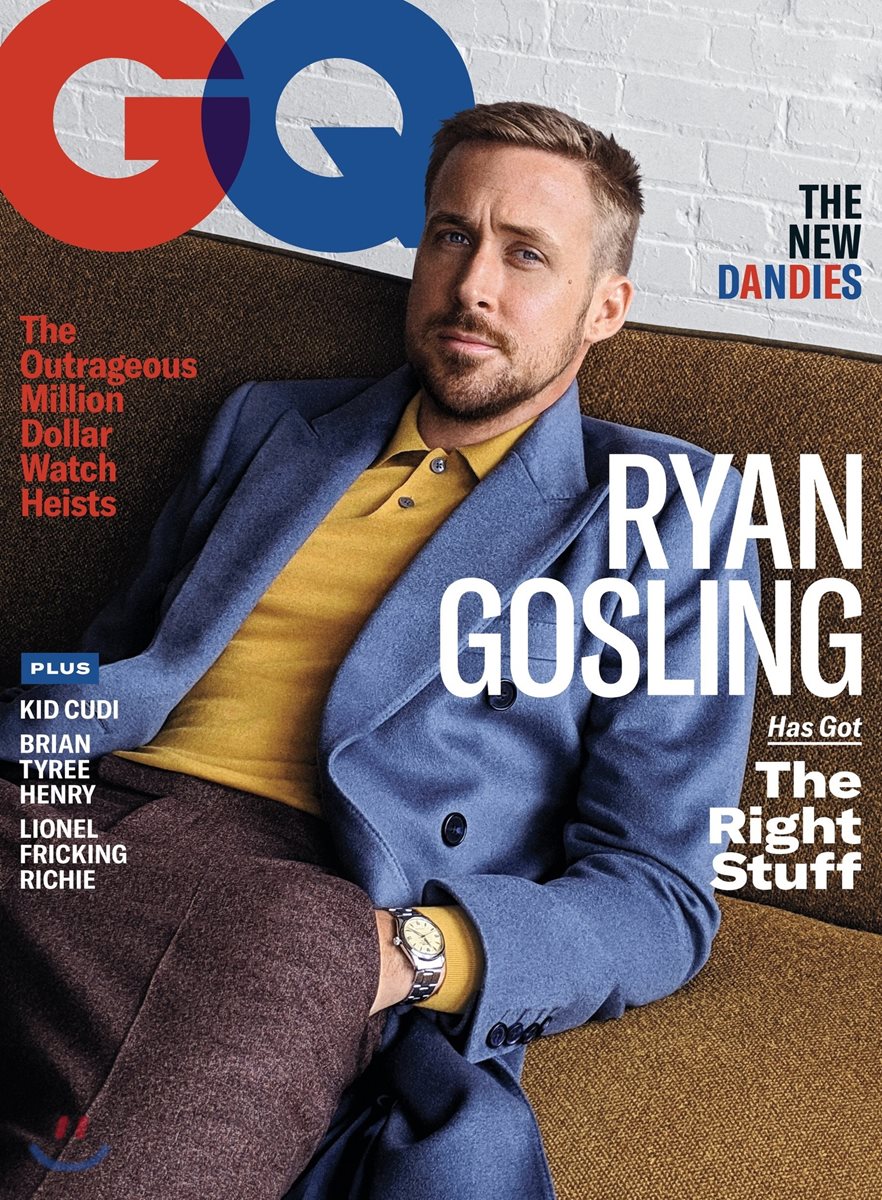 GQ
THE
NEW
DANDIES
The
Outrageous
Million
Dollar
Watch
Heists
RYAN
GOSLING
Has Got
The
Right
Stuff
PLUS
KID CUDI
BRIAN
TYREE
HENRY
LIONEL
FRICKING
RICHIE